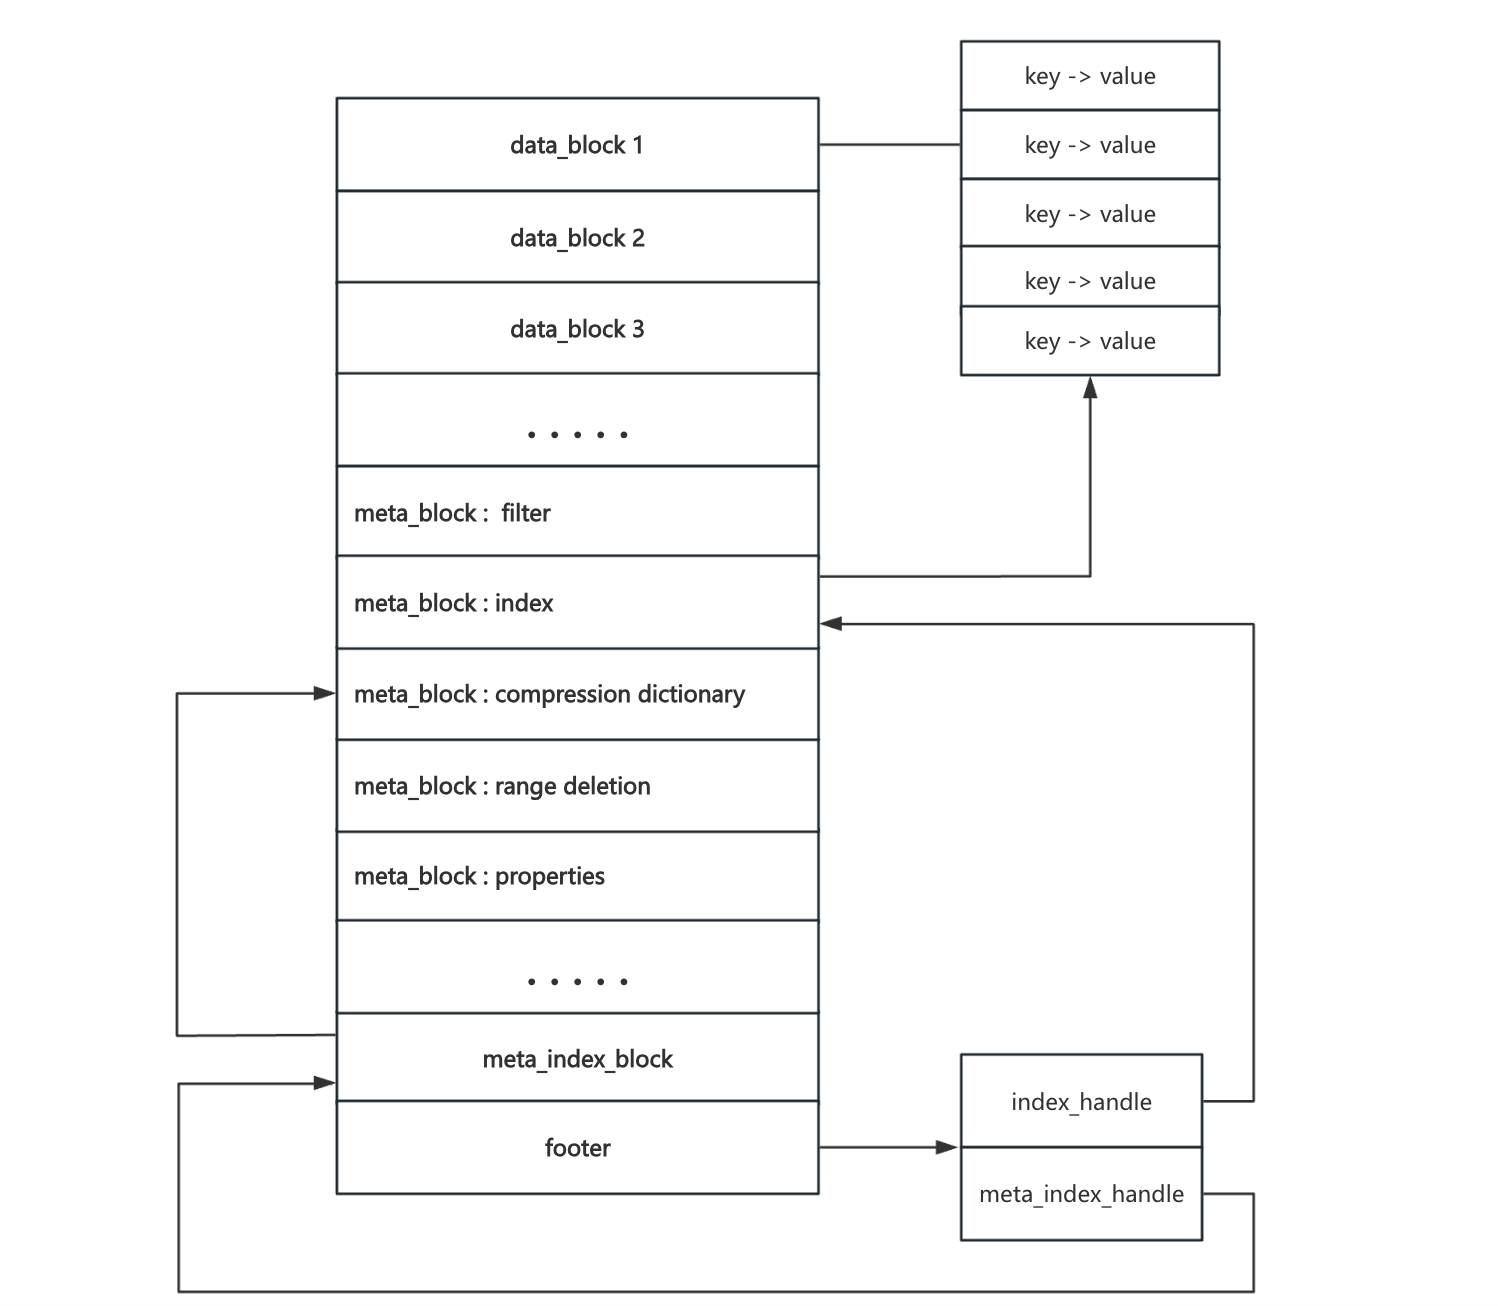 data_block 1
data_block 2
data_block 3
. . . . .
meta_block :  filter
meta_block : index
meta_block : compression dictionary
meta_block : range deletion
meta_block : properties
. . . . .
meta_index_block
footer
key -> value
key -> value
key -> value
key -> value
key -> value
index_handle
meta_index_handle